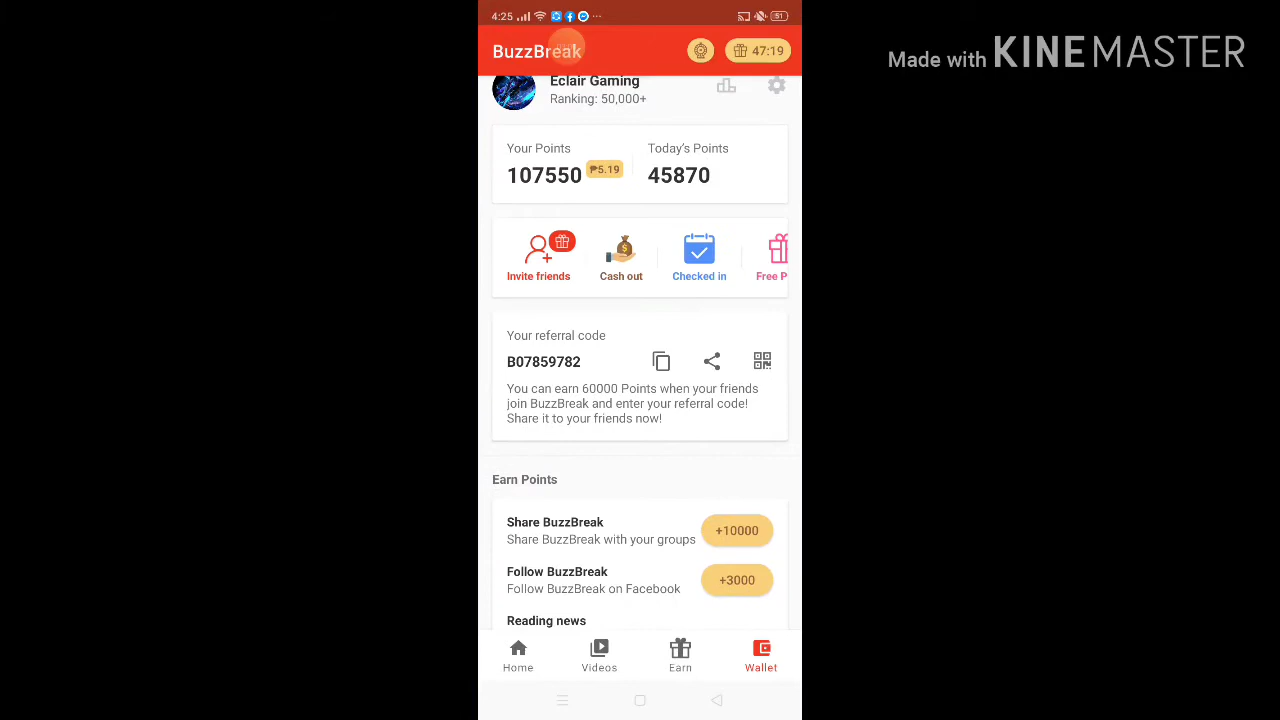 4:25
51
Made with KINEMASTER
BuzzBreak
47:19
Eclair Gaming
Ranking: 50,000+
Your Points
Today's Points
107550 ₱5.19
45870
Invite friends
Cash out
Checked in
Free P
Your referral code
B07859782
You can earn 60000 Points when your friends
join BuzzBreak and enter your referral code!
Share it to your friends now!
Earn Points
Share BuzzBreak
Share BuzzBreak with your groups
+10000
Follow BuzzBreak
Follow BuzzBreak on Facebook
+3000
Reading news
Home
Videos
Earn
Wallet